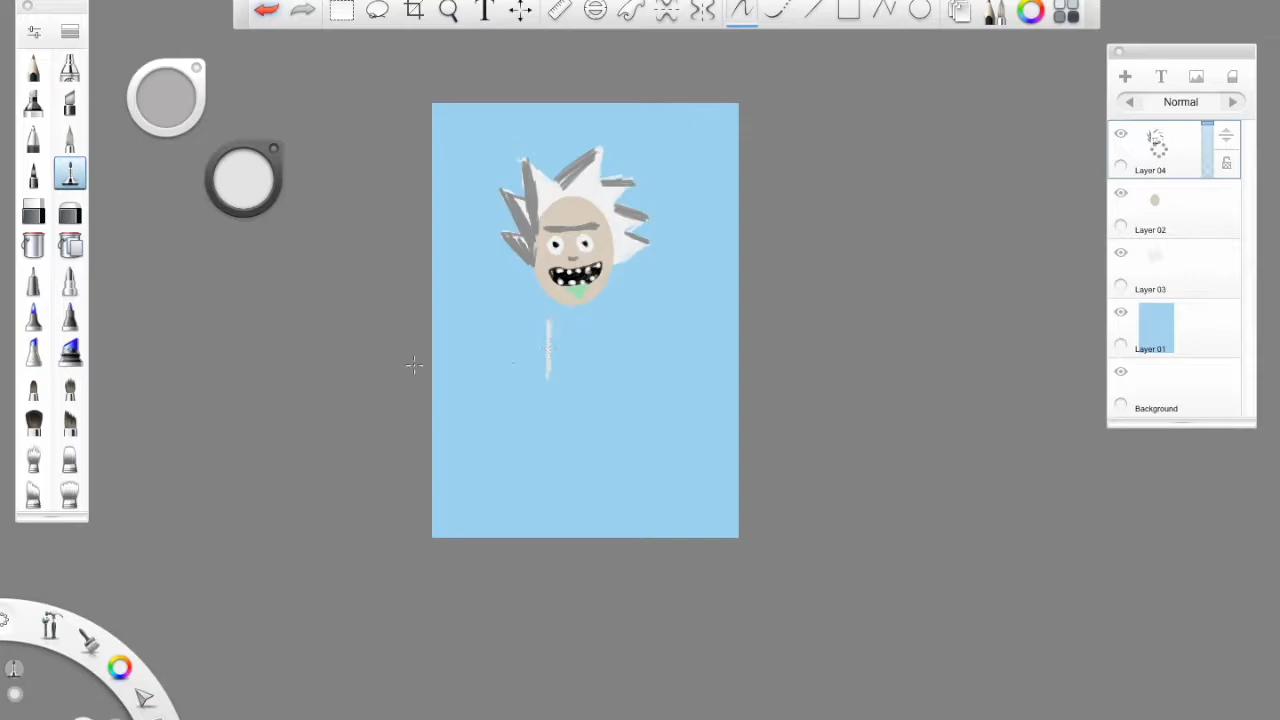 T
T
Normal
Layer 04
Layer 02
Layer 03
Layer 01
Background